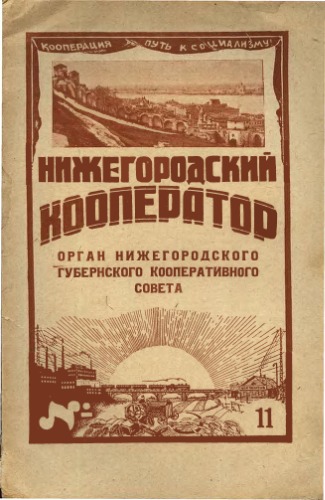 КООПЕРАЦИЯ ПУТЬ К СОЦИАЛИЗМУ!
НИЖЕГОРОДСКИЙ
КООПЕРАТОР
ОРГАН НИЖЕГОРОДСКОГО
ГУБЕРНСКОГО КООПЕРАТИВНОГО
СОВЕТА
№:
11